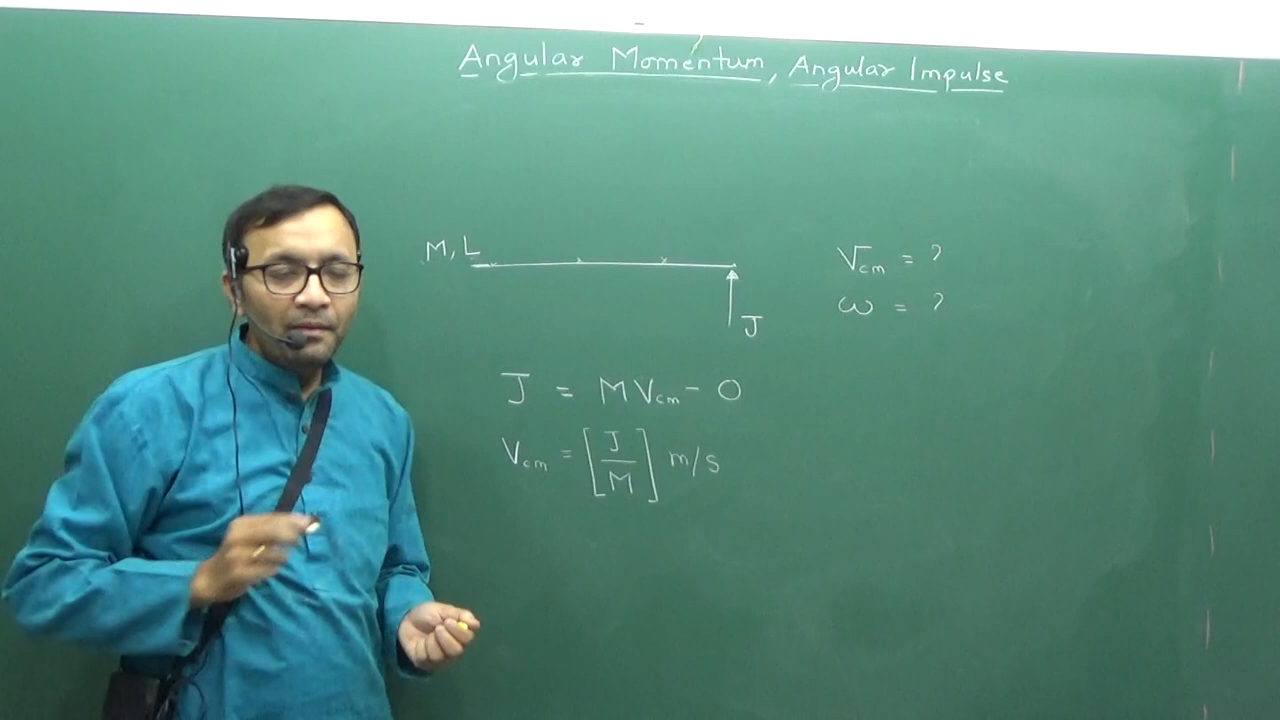 Angular Momentum, Angular Impulse
M, L
J
Vcm = ?
ω = ?
J = MVcm - 0
Vcm = [J/M] m/s